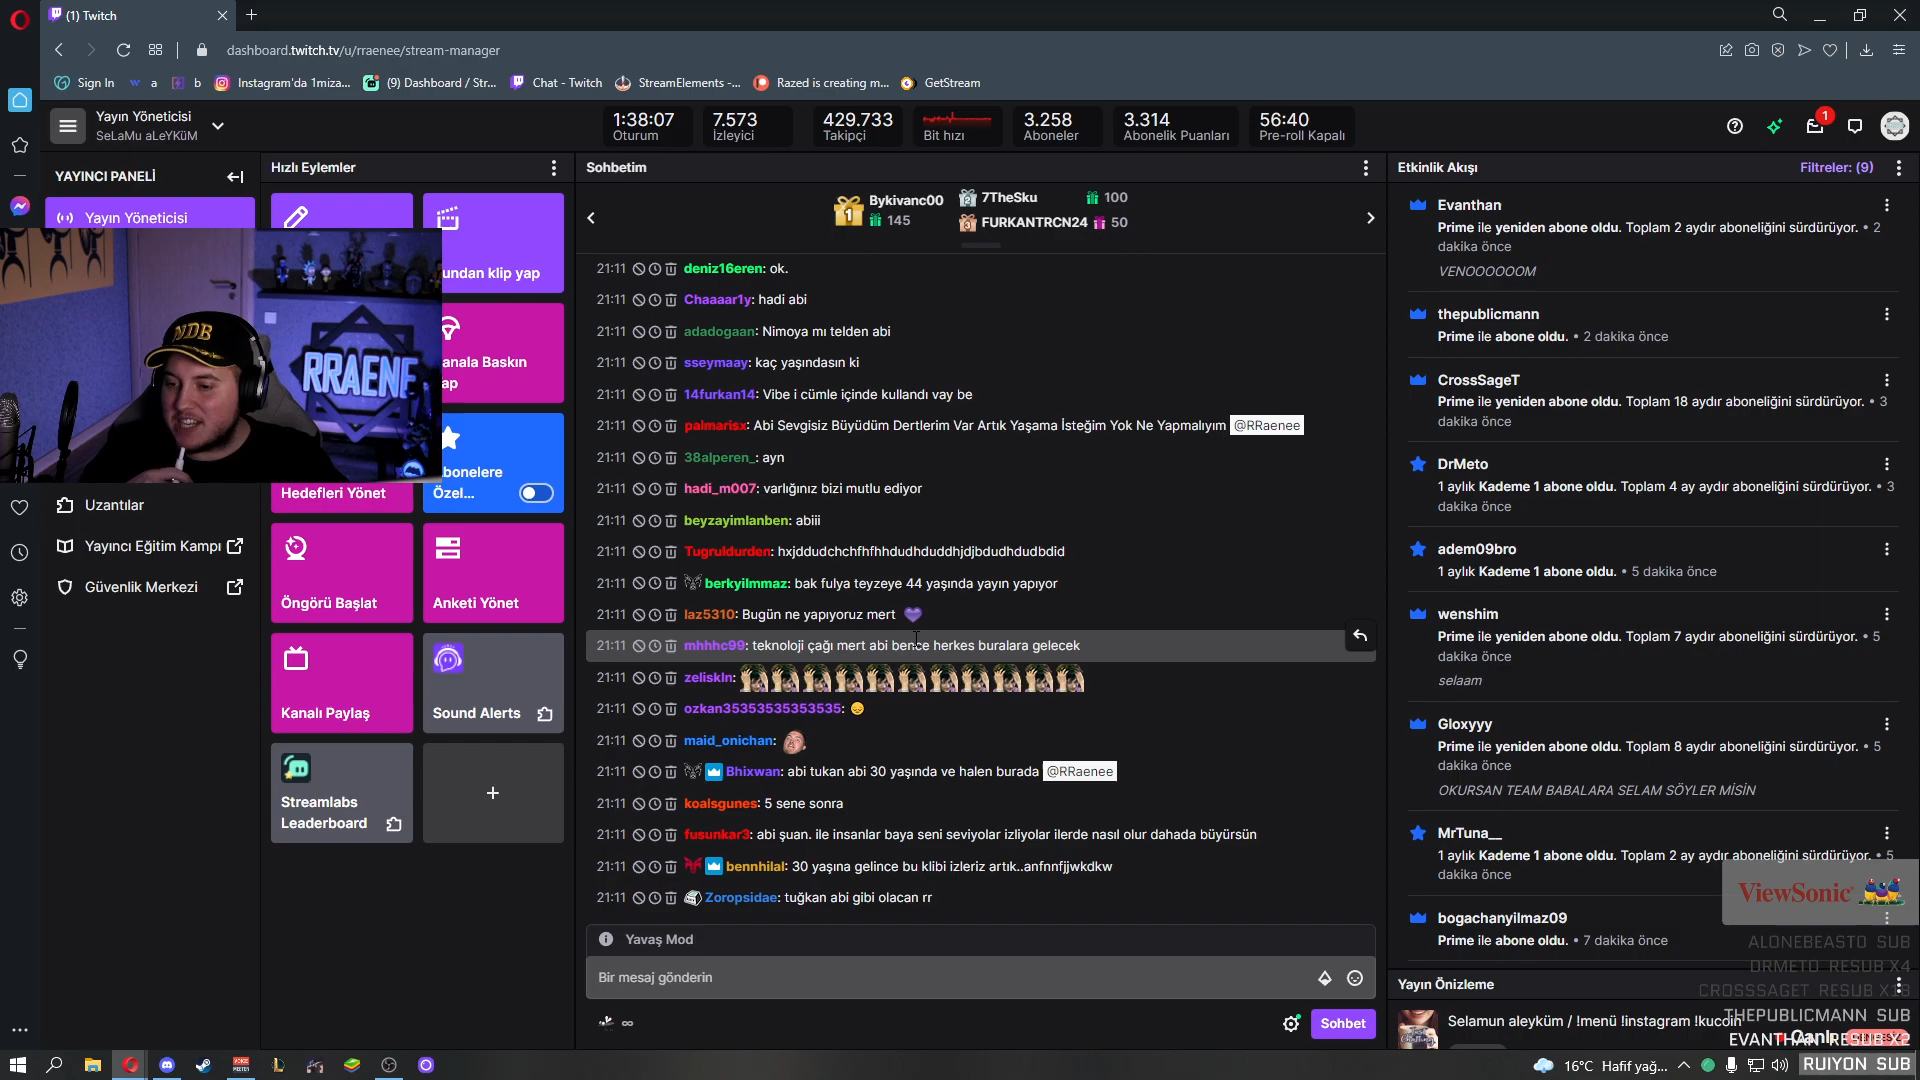 (1) Twitch
dashboard.twitch.tv/u/rraenee/stream-manager
Sign In
a
b
Instagram'da 1miza...
(9) Dashboard / Str...
Chat - Twitch
StreamElements -...
Razed is creating m...
GetStream
Yayın Yöneticisi
SeLaMu aLeYKüM
1:38:07
Oturum
7.573
İzleyici
429.733
Takipçi
Bit hızı
3.258
Aboneler
3.314
Abonelik Puanları
56:40
Pre-roll Kapalı
1
YAYINCI PANELİ
Yayın Yöneticisi
Uzantılar
Yayıncı Eğitim Kampı
Güvenlik Merkezi
NDB
RRAENE
Hızlı Eylemler
undan klip yap
anala Baskın
ap
Hedefleri Yönet
bonelere
Özel...
Öngörü Başlat
Anketi Yönet
Kanalı Paylaş
Sound Alerts
Streamlabs
Leaderboard
Sohbetim
1
Bykivanc00
145
2
7TheSku
100
3
FURKANTRCN24
50
21:11 deniz16eren: ok.
21:11 Chaaaar1y: hadi abi
21:11 adadogaan: Nimoya mı telden abi
21:11 sseymaay: kaç yaşındasın ki
21:11 14furkan14: Vibe i cümle içinde kullandı vay be
21:11 palmarisx: Abi Sevgisiz Büyüdüm Dertlerim Var Artık Yaşama İsteğim Yok Ne Yapmalıyım @RRaenee
21:11 38alperen_: ayn
21:11 hadi_m007: varlığınız bizi mutlu ediyor
21:11 beyzayimlanben: abiii
21:11 Tugruldurden: hxjddudchchfhfhhdudhduddhjdjbdudhdudbdid
21:11 berkyilmmaz: bak fulya teyzeye 44 yaşında yayın yapıyor
21:11 laz5310: Bugün ne yapıyoruz mert
21:11 mhhhc99: teknoloji çağı mert abi bence herkes buralara gelecek
21:11 zeliskln:
21:11 ozkan35353535353535:
21:11 maid_onichan:
21:11 Bhixwan: abi tukan abi 30 yaşında ve halen burada @RRaenee
21:11 koalsgunes: 5 sene sonra
21:11 fusunkar3: abi şuan. ile insanlar baya seni seviyolar izliyolar ilerde nasıl olur dahada büyürsün
21:11 bennhilal: 30 yaşına gelince bu klibi izleriz artık..anfnnfjjwkdkw
21:11 Zoropsidae: tuğkan abi gibi olacan rr
Yavaş Mod
Bir mesaj gönderin
∞
Sohbet
Etkinlik Akışı
Filtreler: (9)
Evanthan
Prime ile yeniden abone oldu. Toplam 2 aydır aboneliğini sürdürüyor. • 2
dakika önce
VENOOOOOOM
thepublicmann
Prime ile abone oldu. • 2 dakika önce
CrossSageT
Prime ile yeniden abone oldu. Toplam 18 aydır aboneliğini sürdürüyor. • 3
dakika önce
DrMeto
1 aylık Kademe 1 abone oldu. Toplam 4 ay aydır aboneliğini sürdürüyor. • 3
dakika önce
adem09bro
1 aylık Kademe 1 abone oldu. • 5 dakika önce
wenshim
Prime ile yeniden abone oldu. Toplam 7 aydır aboneliğini sürdürüyor. • 5
dakika önce
selaam
Gloxyyy
Prime ile yeniden abone oldu. Toplam 8 aydır aboneliğini sürdürüyor. • 5
dakika önce
OKURSAN TEAM BABALARA SELAM SÖYLER MİSİN
MrTuna__
1 aylık Kademe 1 abone oldu. Toplam 2 ay aydır aboneliğini sürdürüyor. • 5
dakika önce
ViewSonic
bogachanyilmaz09
Prime ile abone oldu. • 7 dakika önce
ALONEBEASTO SUB
DRMETO RESUB X4
Yayın Önizleme
CROSSSAGET RESUB X18
Selamun aleyküm / !menü !instagram !kucoin
THEPUBLICMANN SUB
Canlı
EVANTHAN RESUB X2
16°C Hafif yağ...
RUIYON SUB